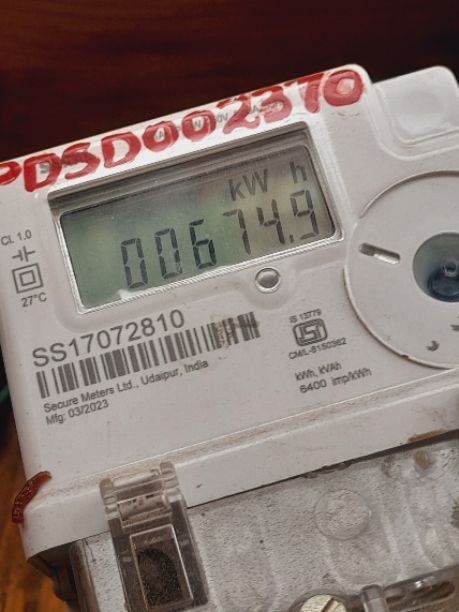 PDSD002370
kW h
00674.9
Cl. 1.0
27°C
SS17072810
Secure Meters Ltd., Udaipur, India
Mfg: 03/2023
IS 13779
CM/L-8150362
kWh, kVAh
6400 imp/kWh